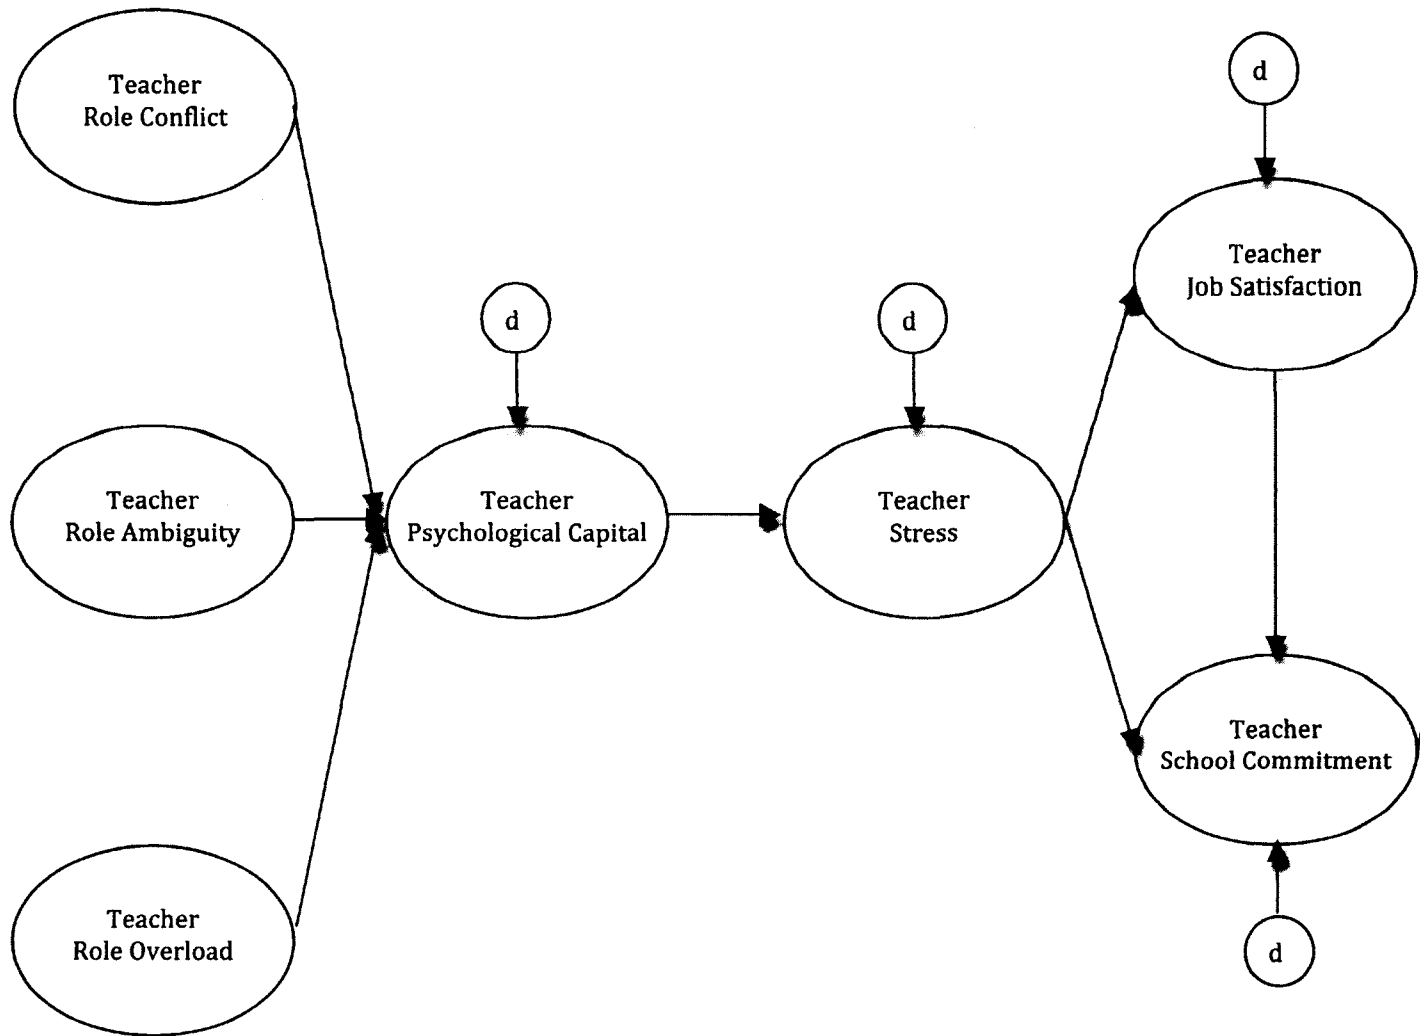 Teacher
Role Conflict
d
Teacher
Job Satisfaction
d
d
Teacher
Role Ambiguity
Teacher
Psychological Capital
Teacher
Stress
Teacher
School Commitment
Teacher
Role Overload
d